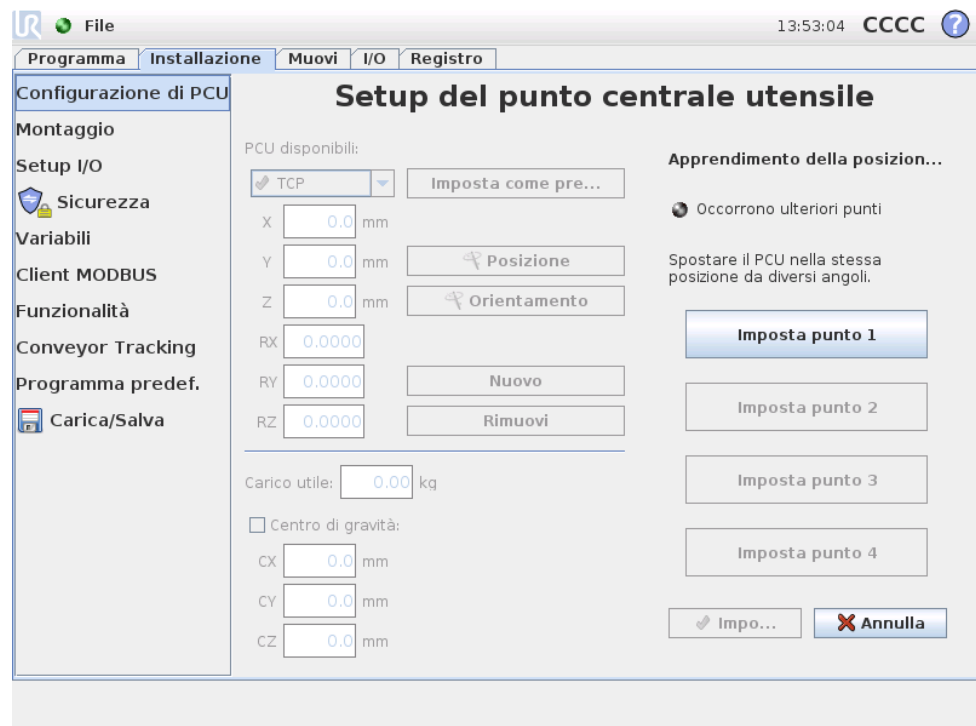 UR File 13:53:04 CCCC ?
Programma Installazione Muovi I/O Registro
Configurazione di PCU
Montaggio
Setup I/O
Sicurezza
Variabili
Client MODBUS
Funzionalità
Conveyor Tracking
Programma predef.
Carica/Salva
Setup del punto centrale utensile
PCU disponibili:
TCP Imposta come pre...
X 0.0 mm
Y 0.0 mm Posizione
Z 0.0 mm Orientamento
RX 0.0000
RY 0.0000 Nuovo
RZ 0.0000 Rimuovi
Carico utile: 0.00 kg
Centro di gravità:
CX 0.0 mm
CY 0.0 mm
CZ 0.0 mm
Apprendimento della posizion...
Occorrono ulteriori punti
Spostare il PCU nella stessa
posizione da diversi angoli.
Imposta punto 1
Imposta punto 2
Imposta punto 3
Imposta punto 4
Impo... Annulla